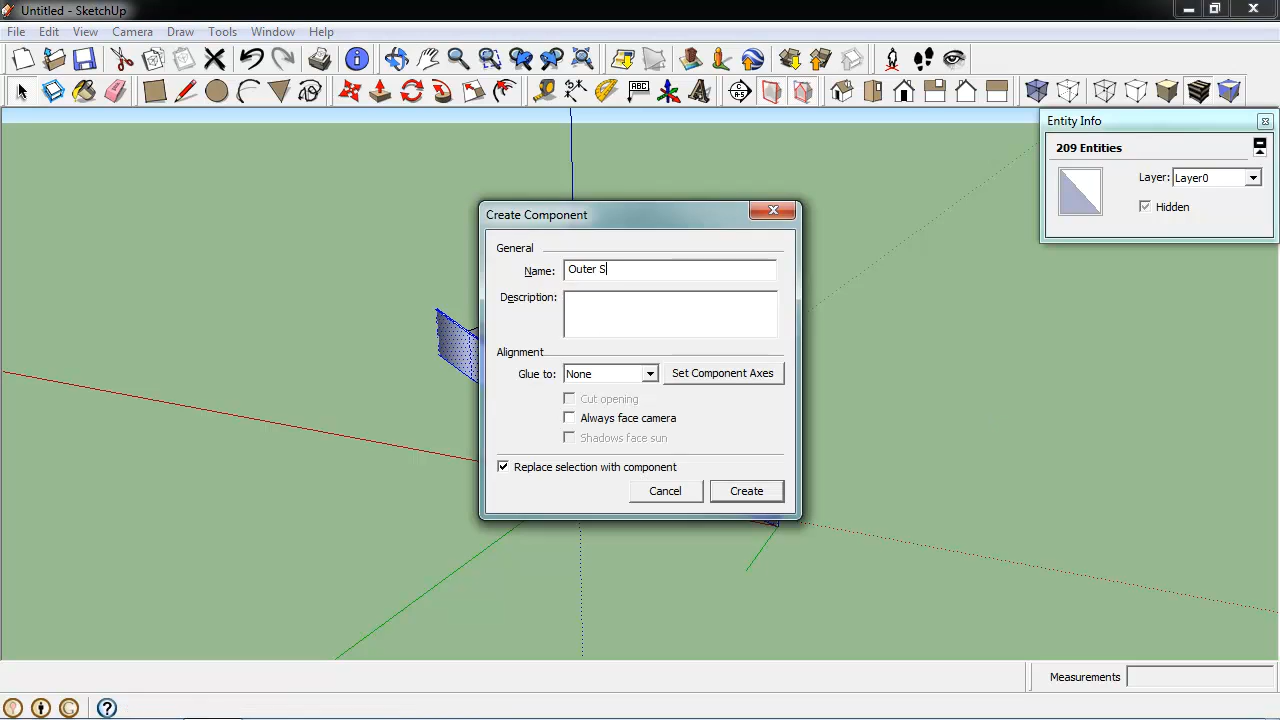 Untitled - SketchUp
File Edit View Camera Draw Tools Window Help
ABC
Entity Info
209 Entities
Layer: Layer0
Hidden
Create Component
General
Name: Outer S
Description:
Alignment
Glue to: None Set Component Axes
Cut opening
Always face camera
Shadows face sun
Replace selection with component
Cancel Create
Measurements